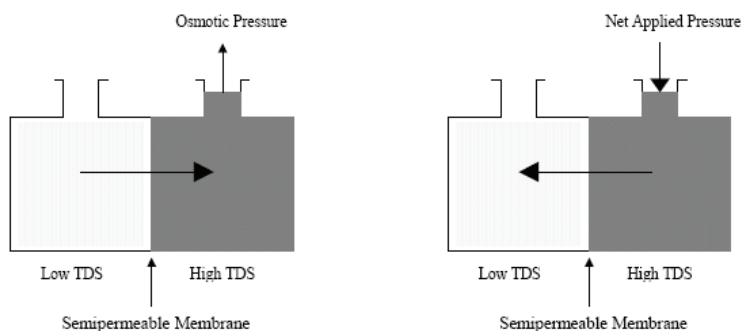 Osmotic Pressure
Net Applied Pressure
Low TDS
High TDS
Low TDS
High TDS
Semipermeable Membrane
Semipermeable Membrane